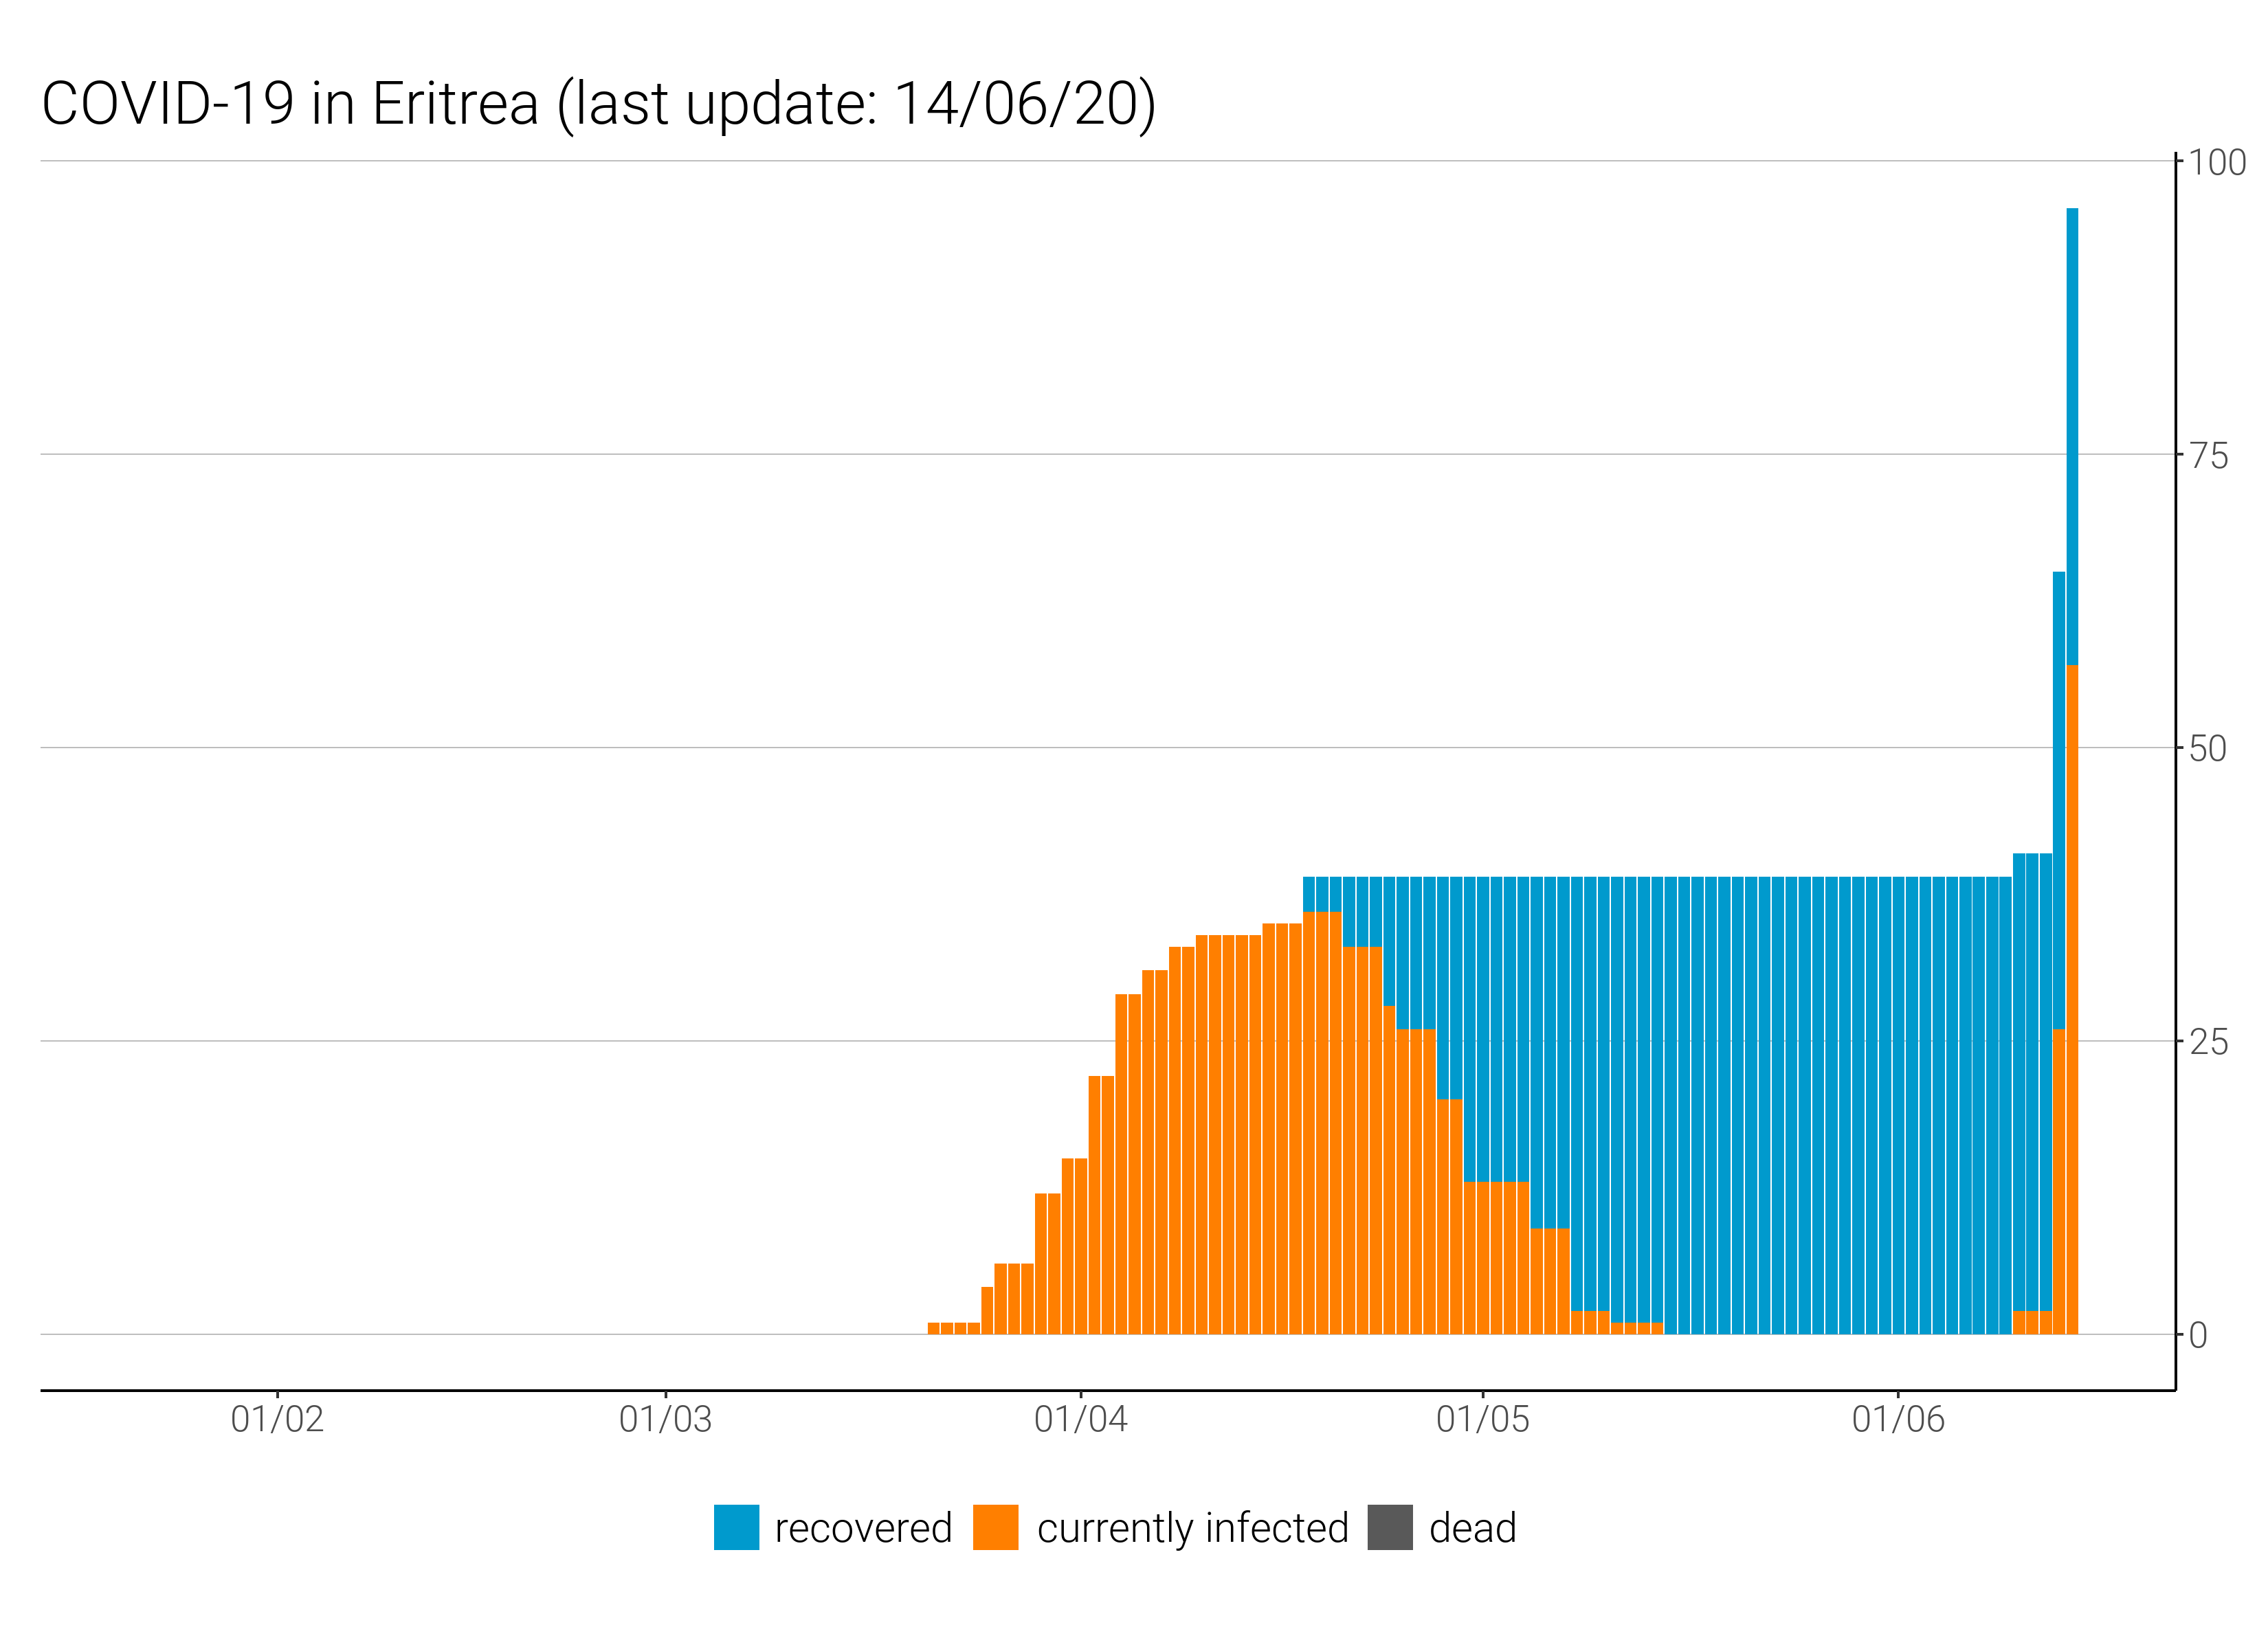 COVID-19 in Eritrea (last update: 14/06/20)
100
75
50
25
0
01/02 01/03 01/04 01/05 01/06
recovered currently infected dead